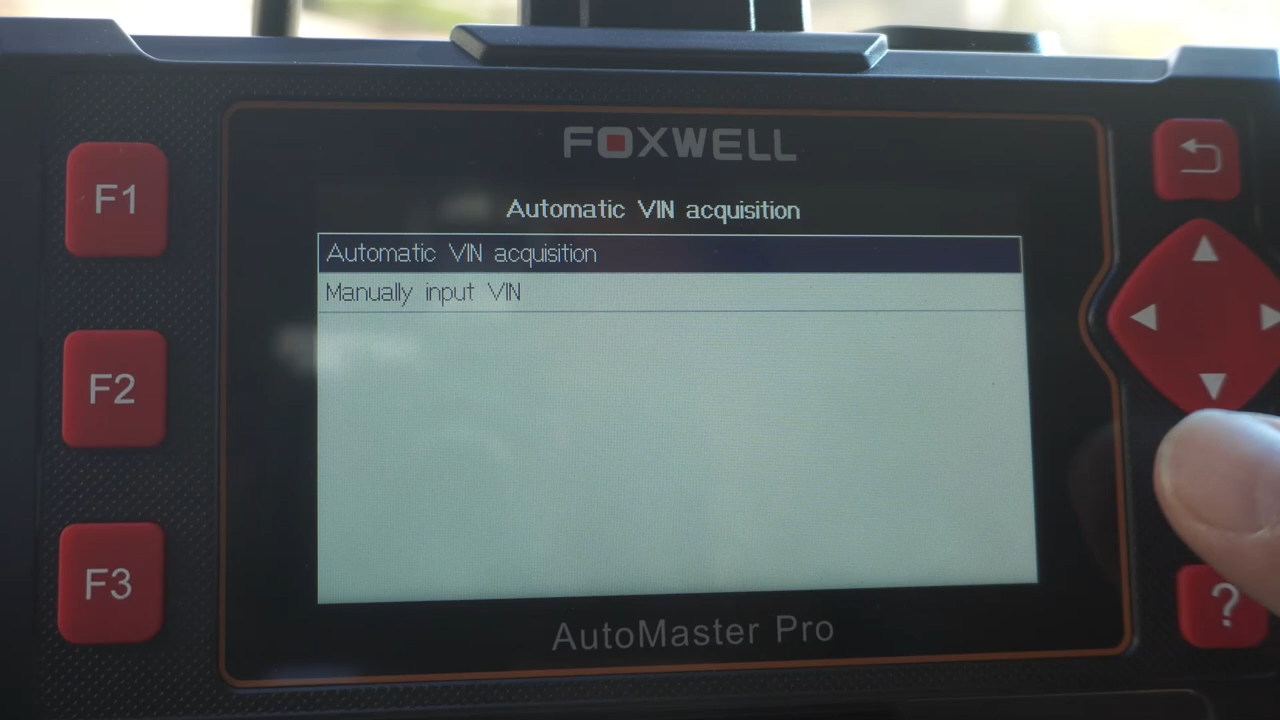 FOXWELL
Automatic VIN acquisition
Automatic VIN acquisition
Manually input VIN
F1
F2
F3
?
AutoMaster Pro